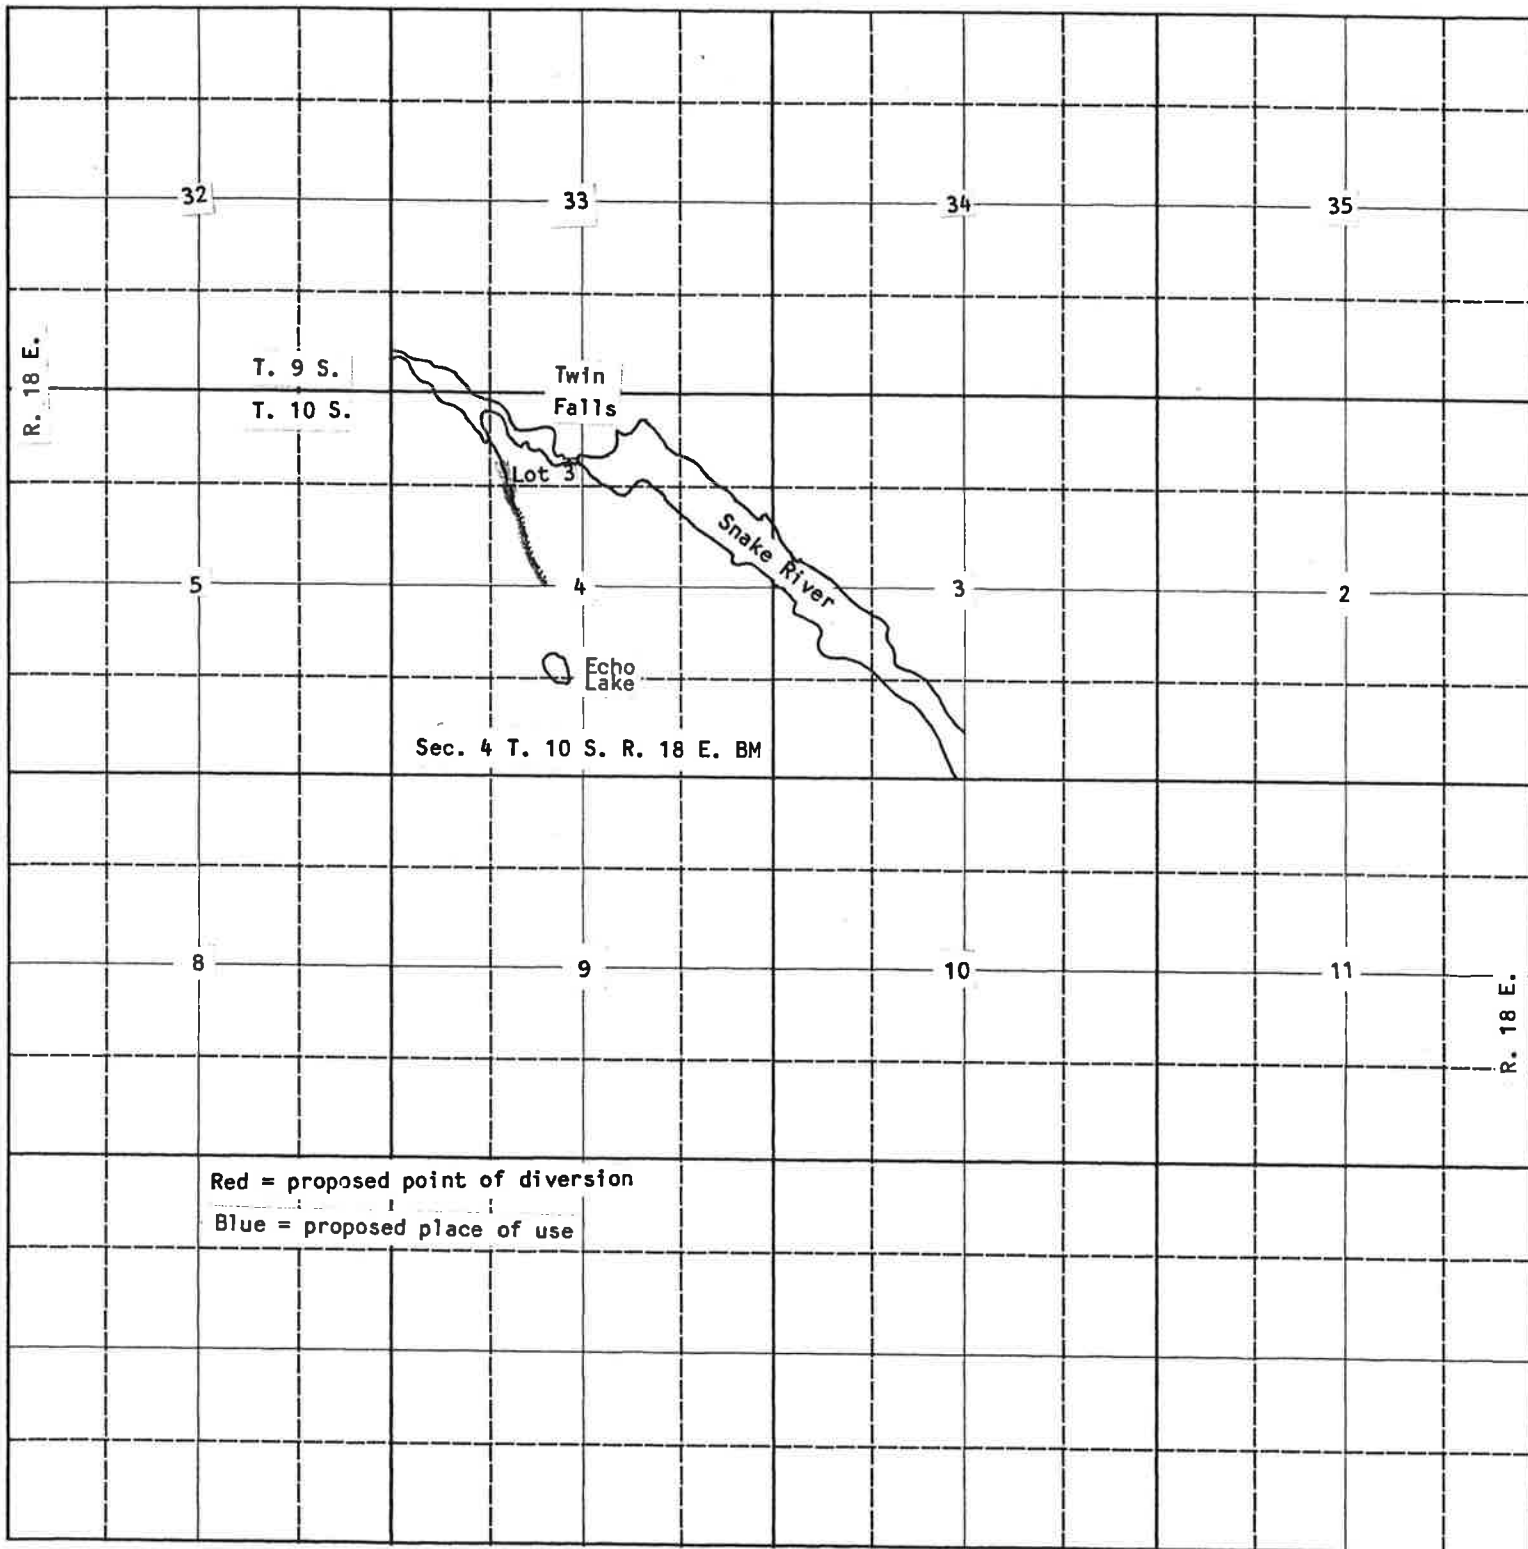 32
33
34
35
R. 18 E.
T. 9 S.
T. 10 S.
Twin
Falls
Lot 3
Snake River
5
4
3
2
Echo
Lake
Sec. 4 T. 10 S. R. 18 E. BM
8
9
10
11
R. 18 E.
Red = proposed point of diversion
Blue = proposed place of use